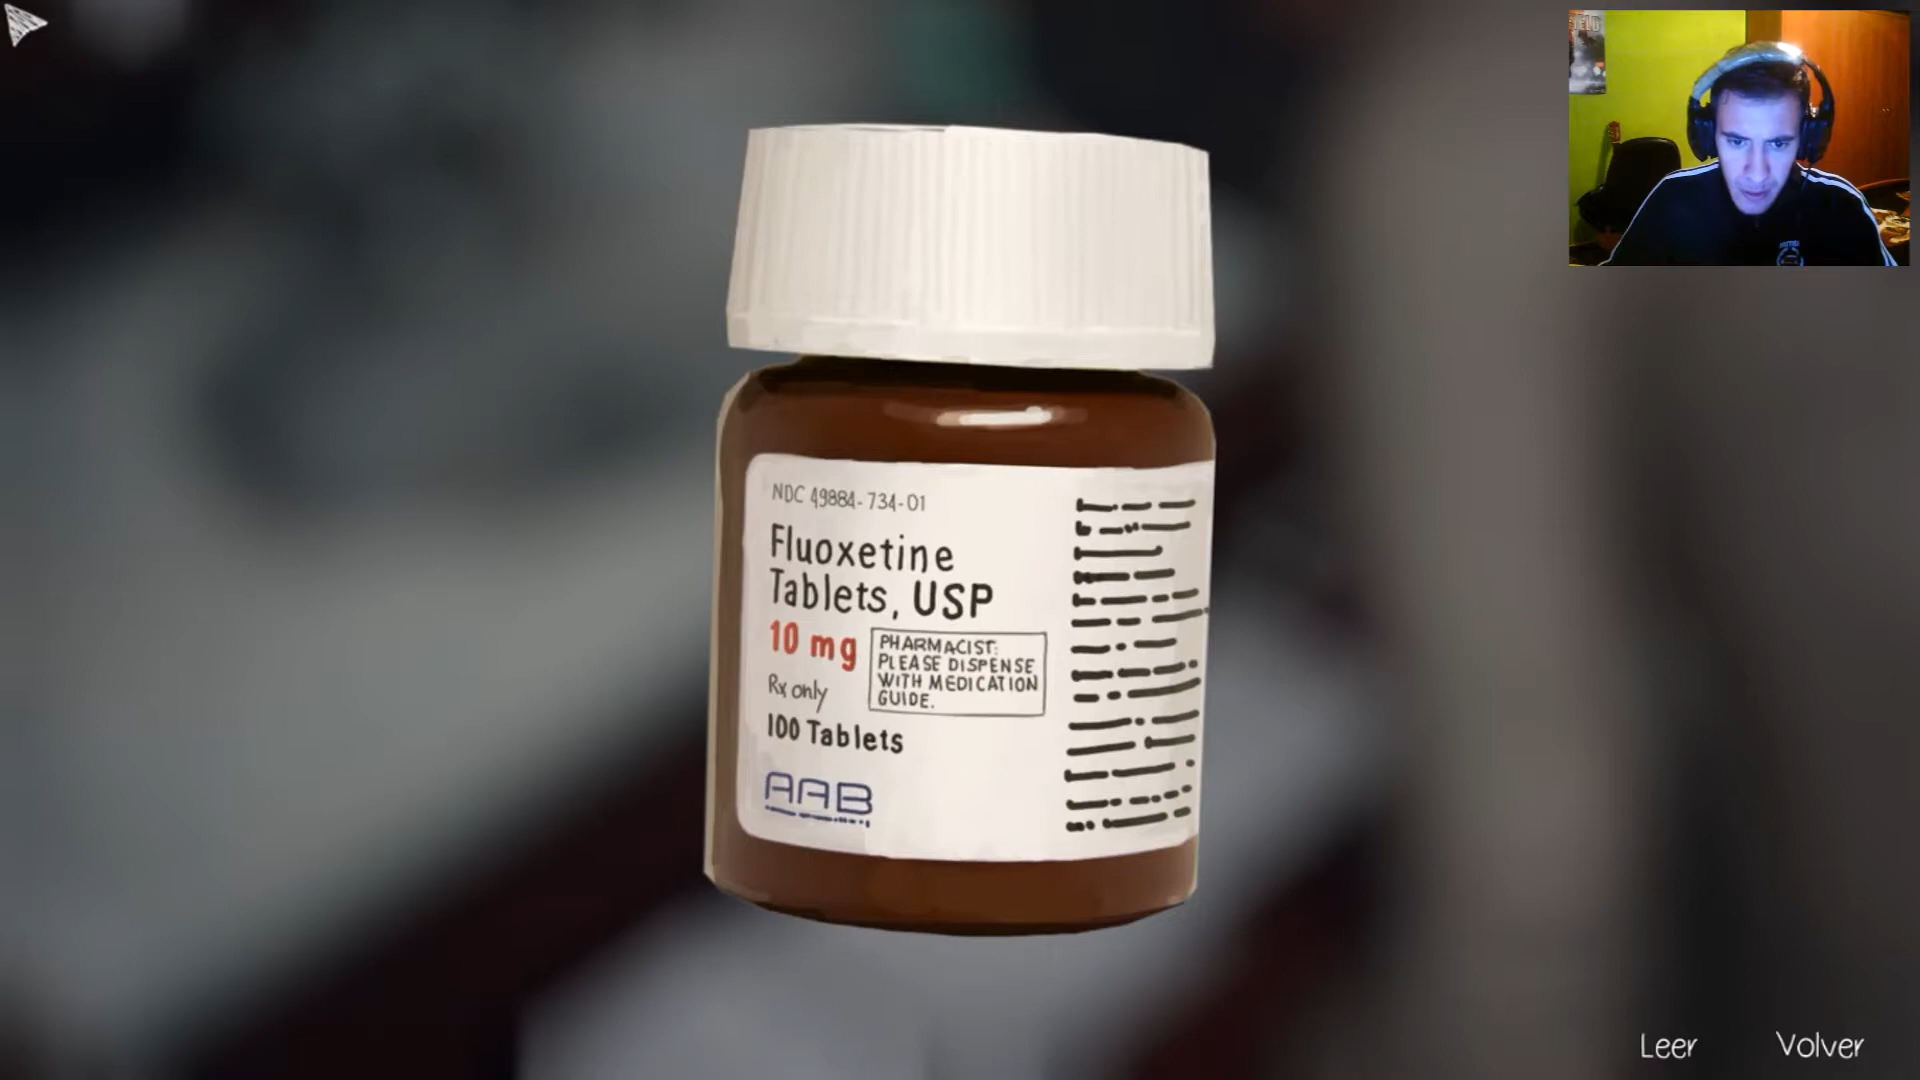 NDC 49884-734-01
Fluoxetine
Tablets, USP
10 mg
PHARMACIST:
PLEASE DISPENSE
WITH MEDICATION
GUIDE.
Rx only
100 Tablets
AAB
Leer
Volver